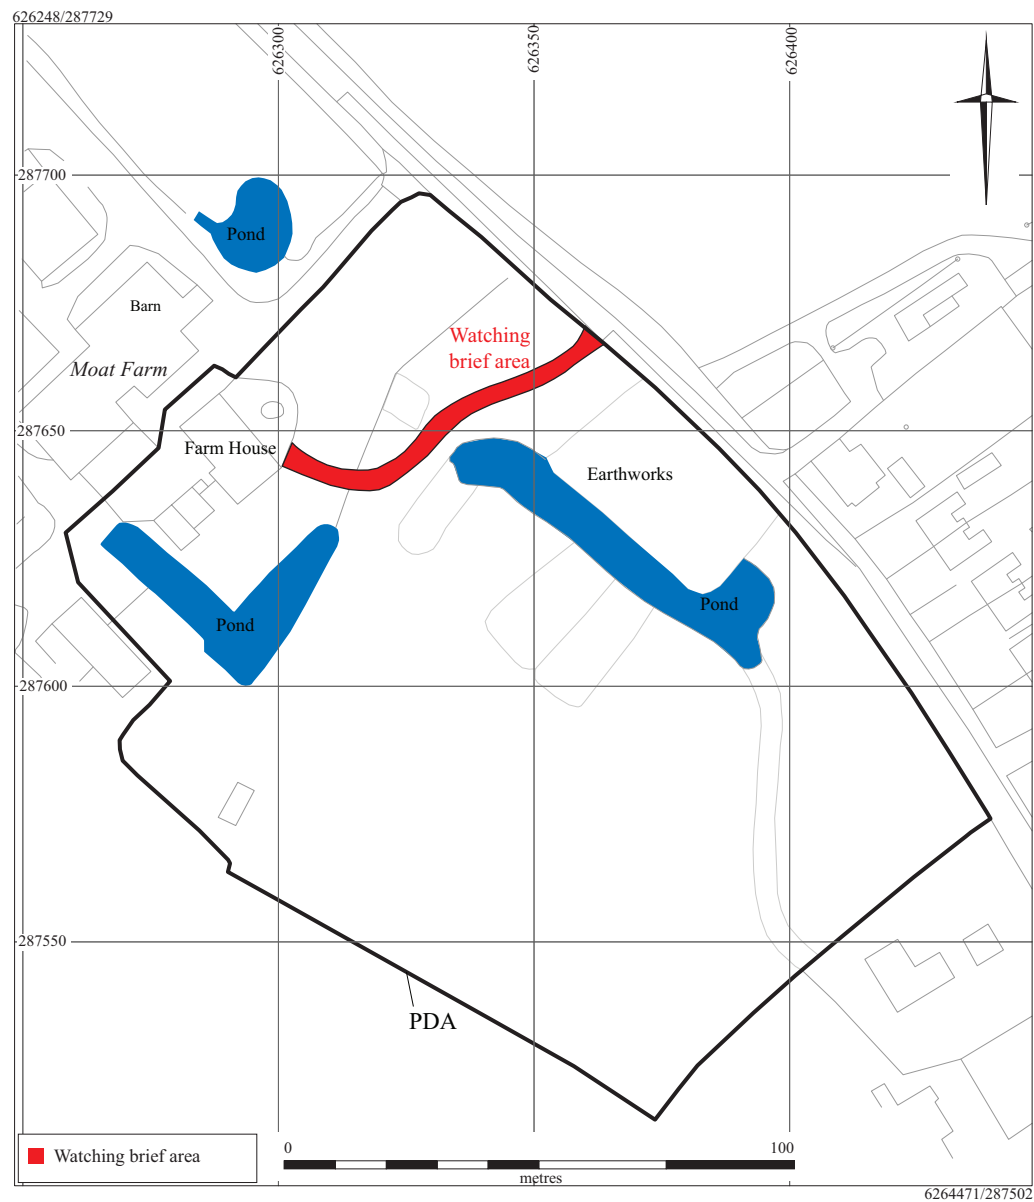 626248/287729
626300
626350
626400
287700
Pond
Barn
Watching
brief area
Moat Farm
287650
Farm House
Earthworks
Pond
Pond
287600
287550
PDA
Watching brief area
0
100
metres
6264471/287502